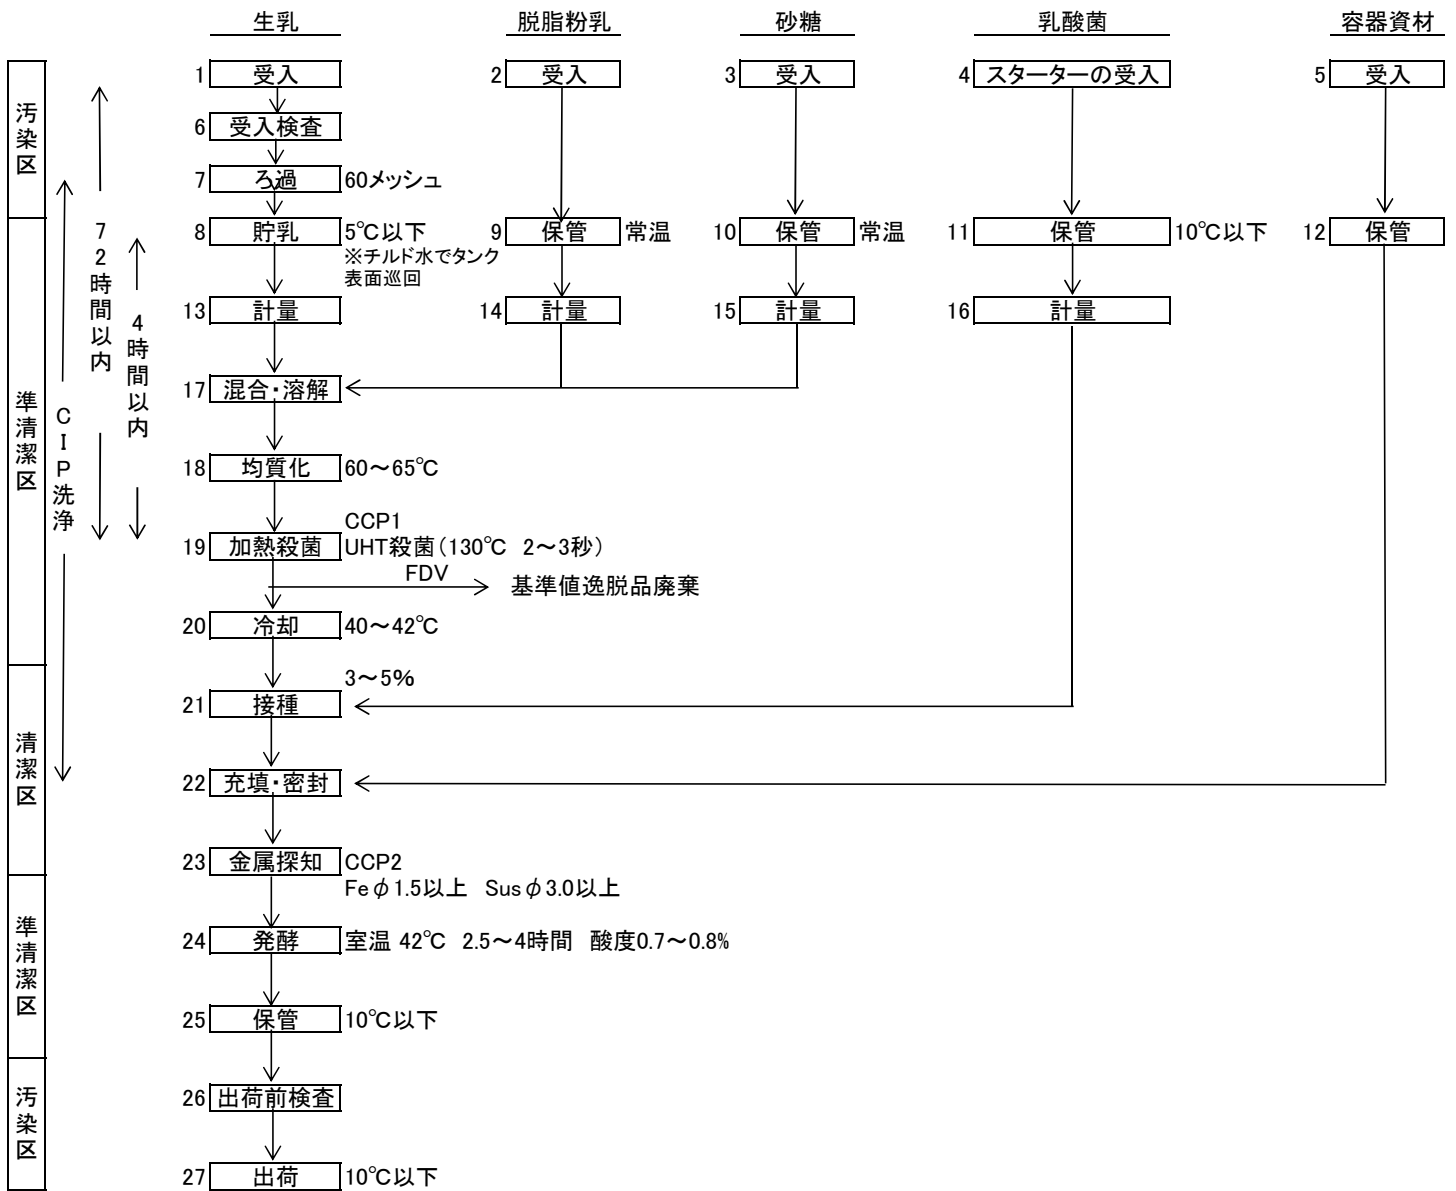 生乳 脱脂粉乳 砂糖 乳酸菌 容器資材
1 受入 2 受入 3 受入 4 スターターの受入 5 受入
6 受入検査
7 ろ過 60メッシュ
8 貯乳 5℃以下 9 保管 常温 10 保管 常温 11 保管 10℃以下 12 保管
※チルド水でタンク
表面巡回
13 計量 14 計量 15 計量 16 計量
17 混合・溶解
18 均質化 60～65℃
CCP1
19 加熱殺菌 UHT殺菌(130℃ 2～3秒)
FDV
基準値逸脱品廃棄
20 冷却 40～42℃
3～5%
21 接種
22 充填・密封
23 金属探知 CCP2
Feφ1.5以上 Susφ3.0以上
24 発酵 室温 42℃ 2.5～4時間 酸度0.7～0.8%
25 保管 10℃以下
26 出荷前検査
27 出荷 10℃以下
汚染区
準清潔区
清潔区
準清潔区
汚染区
CIP洗浄
72時間以内
4時間以内